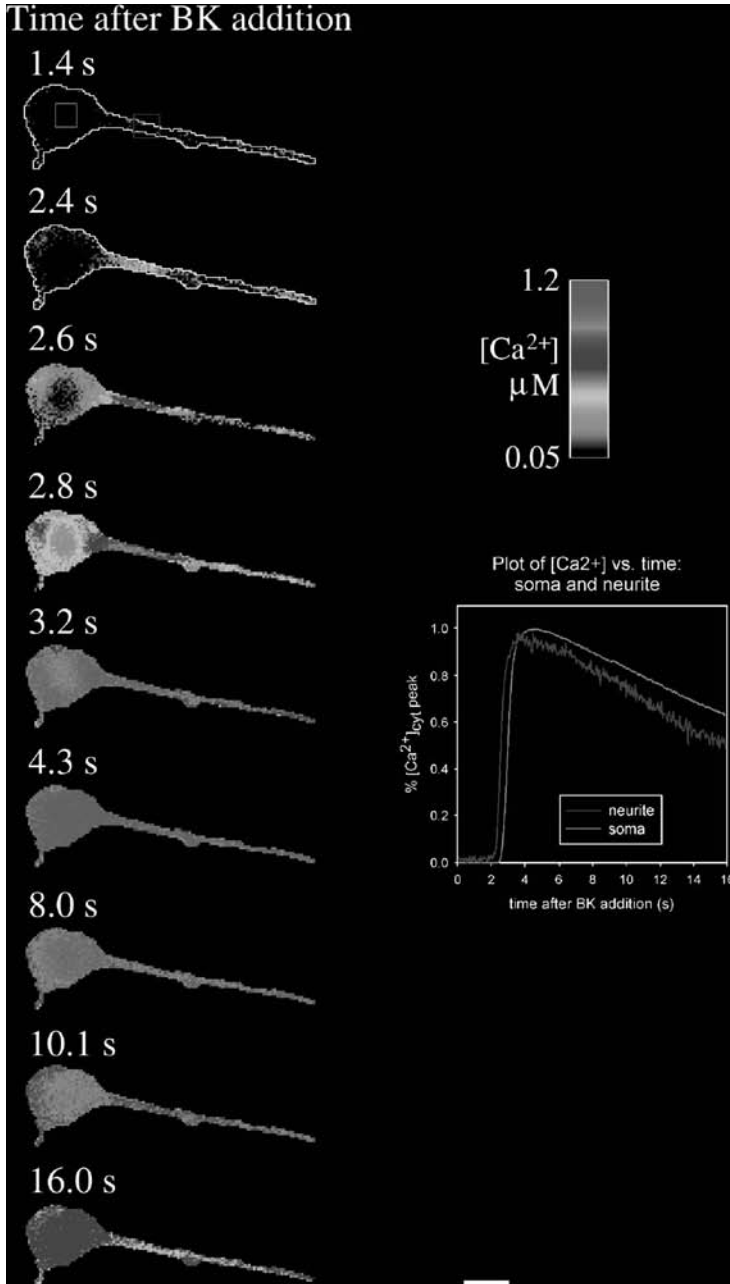 Time after BK addition
1.4 s
2.4 s
2.6 s
2.8 s
3.2 s
4.3 s
8.0 s
10.1 s
16.0 s
1.2
[Ca²⁺]
μM
0.05
Plot of [Ca2+] vs. time:
soma and neurite
% [Ca²⁺]cyt peak
1.0
0.8
0.6
0.4
0.2
0.0
neurite
soma
0 2 4 6 8 10 12 14 16
time after BK addition (s)